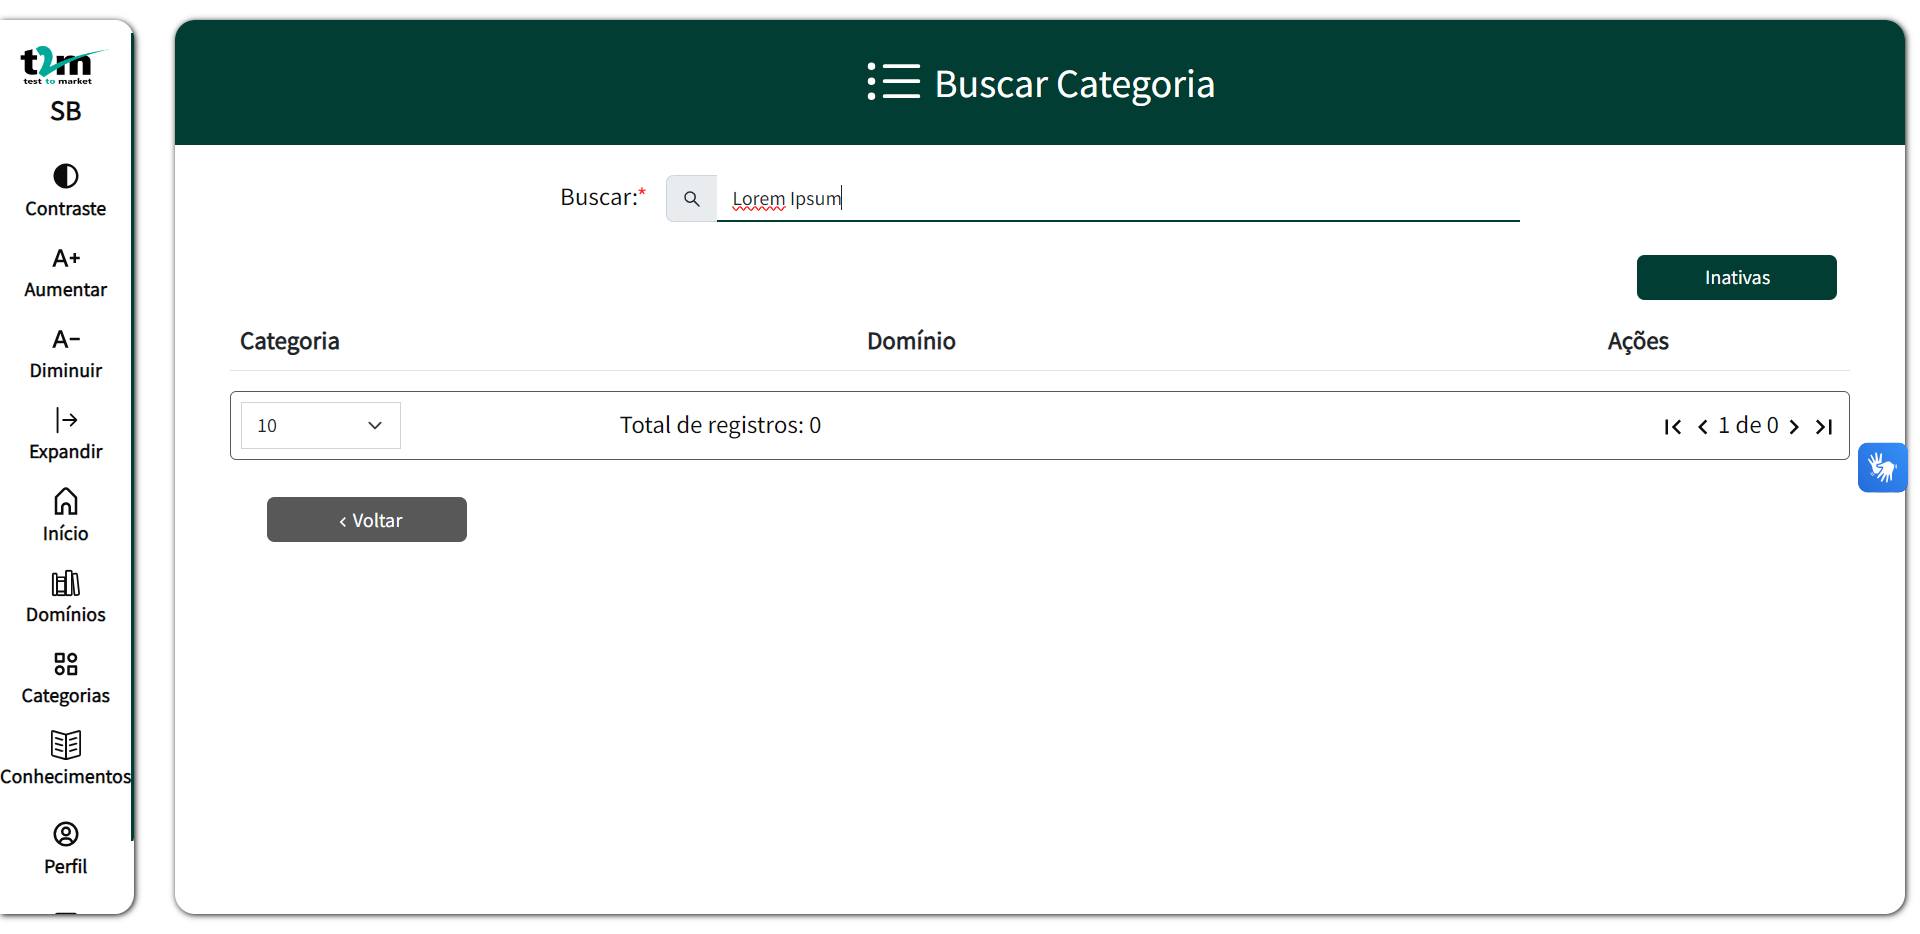 t2m
test to market
SB
Contraste
A+
Aumentar
A-
Diminuir
Expandir
Início
Domínios
Categorias
Conhecimentos
Perfil
Buscar Categoria
Buscar:*
Lorem Ipsum
Inativas
Categoria Domínio Ações
10 Total de registros: 0 1 de 0
‹ Voltar